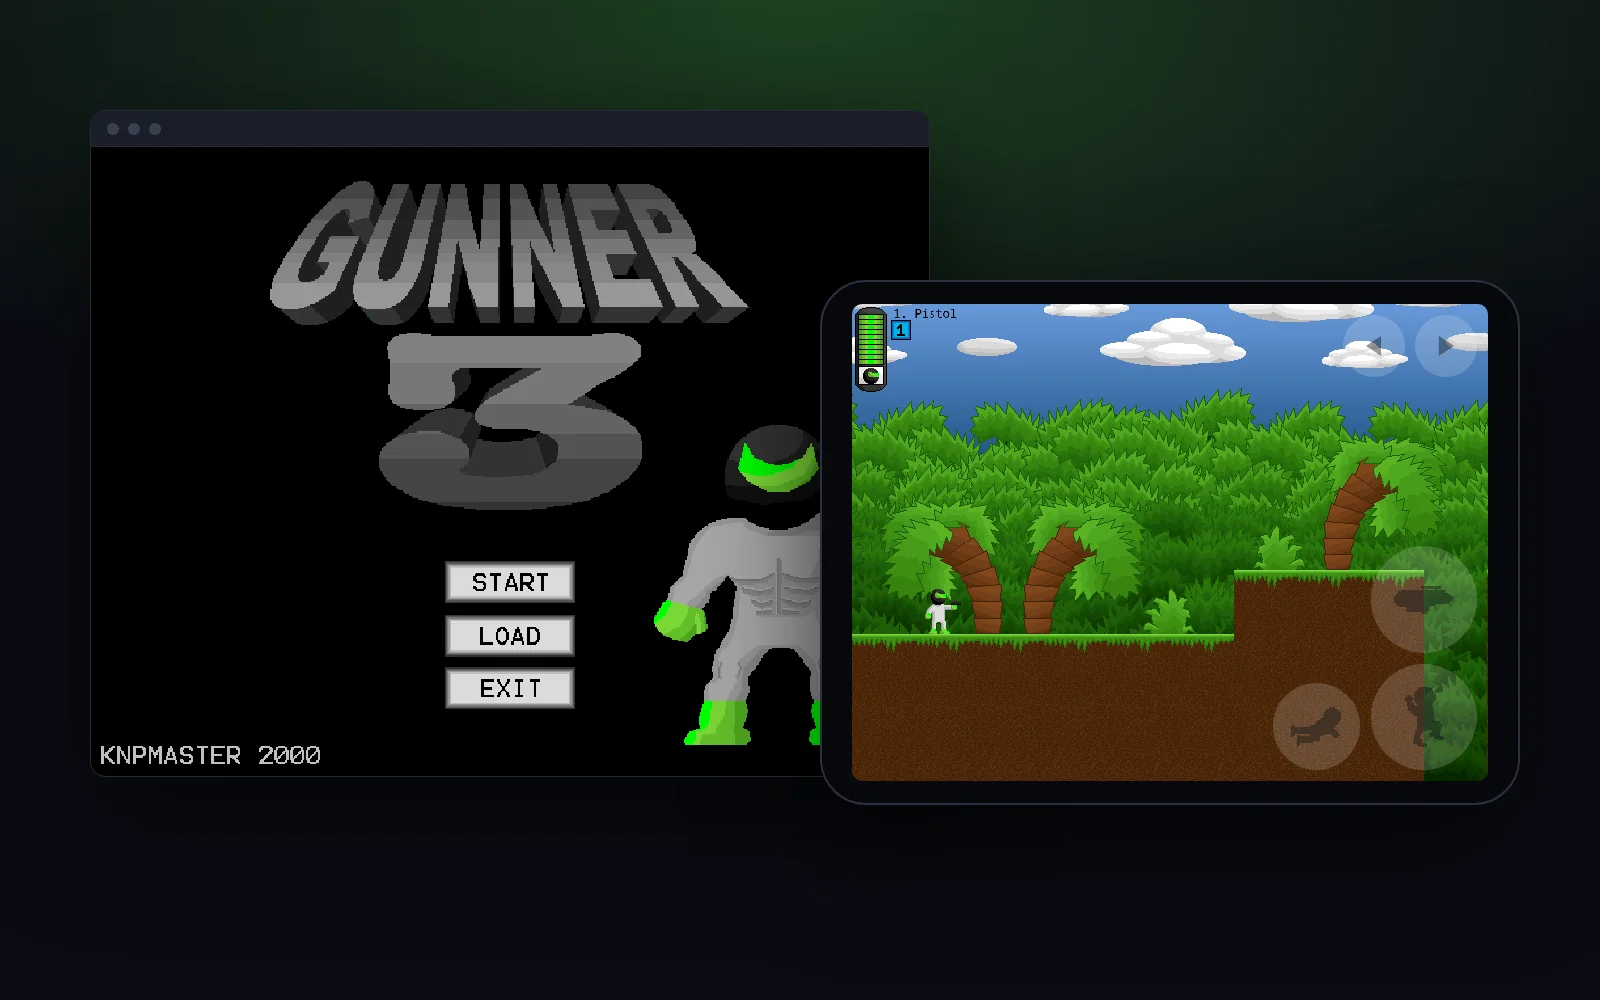 GUNNER
3
START
LOAD
EXIT
KNPMASTER 2000
1. Pistol
1